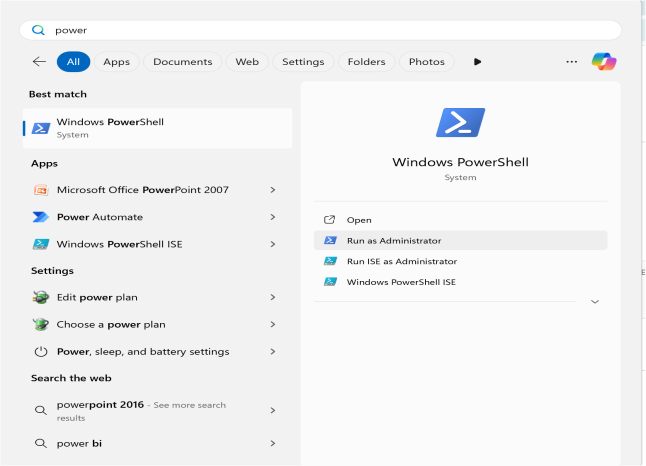 power
All Apps Documents Web Settings Folders Photos ...
Best match
Windows PowerShell
System
Apps
Microsoft Office PowerPoint 2007
Power Automate
Windows PowerShell ISE
Settings
Edit power plan
Choose a power plan
Power, sleep, and battery settings
Search the web
powerpoint 2016 - See more search
results
power bi
Windows PowerShell
System
Open
Run as Administrator
Run ISE as Administrator
Windows PowerShell ISE
E